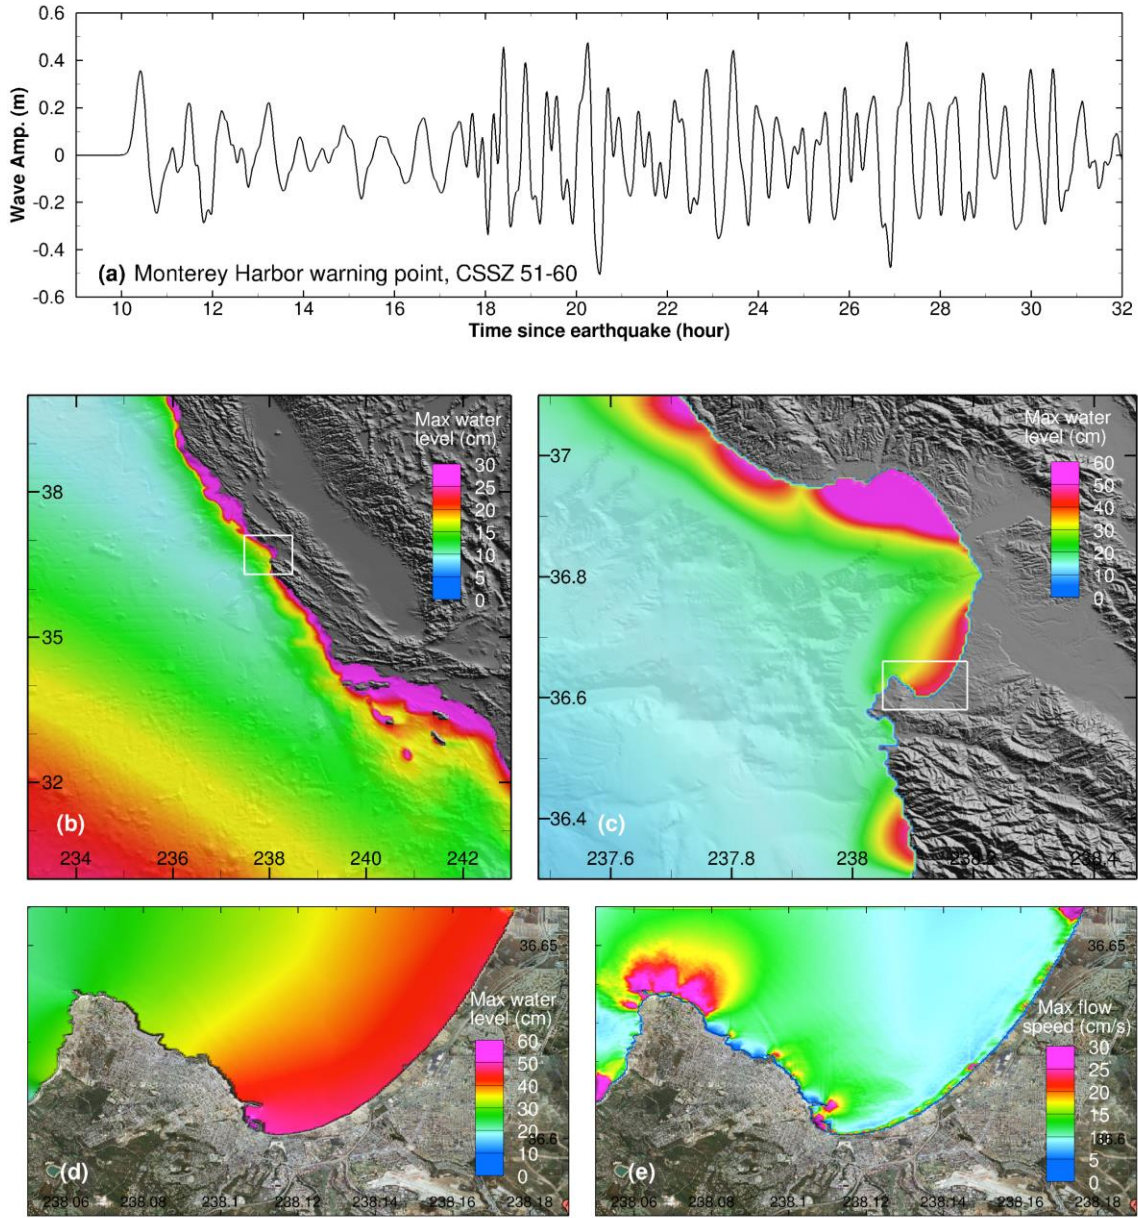 0.6
0.4
0.2
0
-0.2
-0.4
-0.6
Wave Amp. (m)
(a) Monterey Harbor warning point, CSSZ 51-60
10 12 14 16 18 20 22 24 26 28 30 32
Time since earthquake (hour)
Max water
level (cm)
30
25
20
15
10
5
0
38
35
32
(b)
234 236 238 240 242
Max water
level (cm)
60
50
40
30
20
10
0
37
36.8
36.6
36.4
(c)
237.6 237.8 238 238.2 238.4
36.65
Max water
level (cm)
60
50
40
30
20
10
0
36.6
(d)
238.06 238.08 238.1 238.12 238.14 238.16 238.18
36.65
Max flow
speed (cm/s)
30
25
20
15
10
5
0
36.6
(e)
238.06 238.08 238.1 238.12 238.14 238.16 238.18